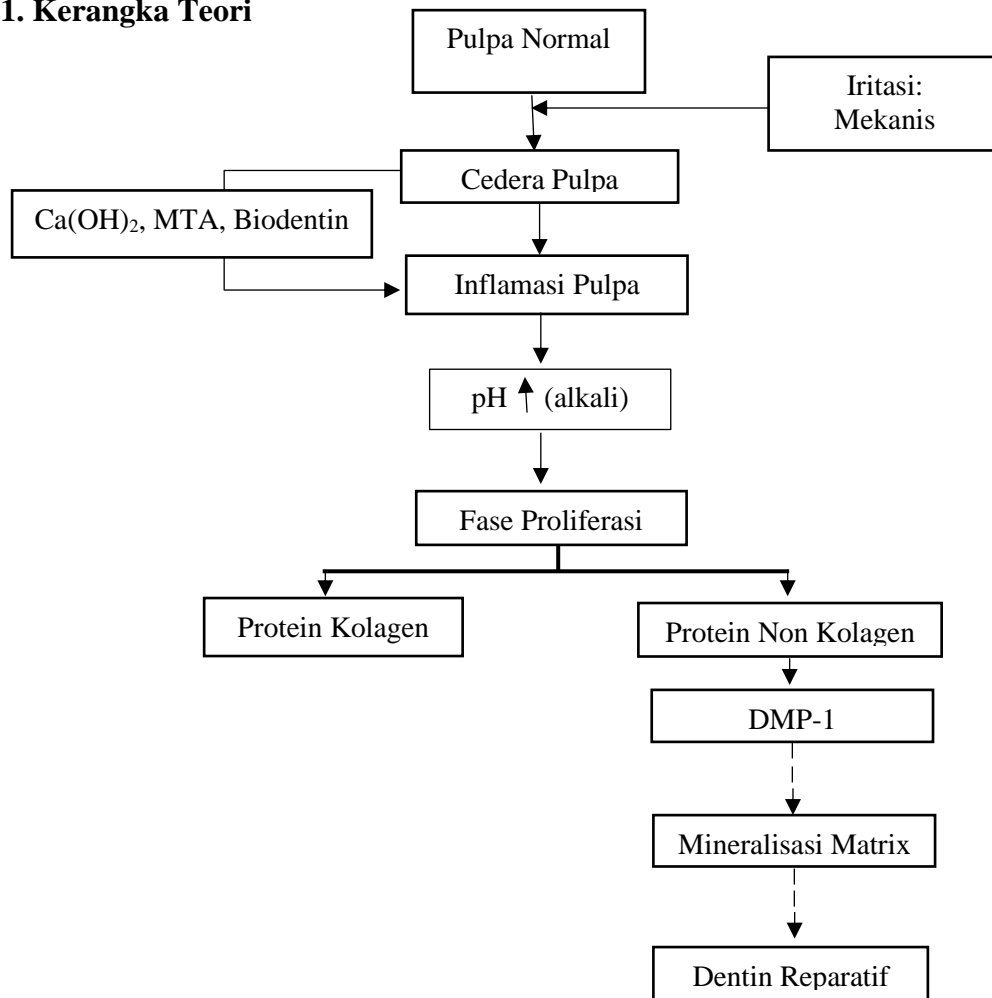 1. Kerangka Teori
Pulpa Normal
Iritasi:
Mekanis
Cedera Pulpa
Ca(OH)₂, MTA, Biodentin
Inflamasi Pulpa
pH (alkali)
Fase Proliferasi
Protein Kolagen
Protein Non Kolagen
DMP-1
Mineralisasi Matrix
Dentin Reparatif